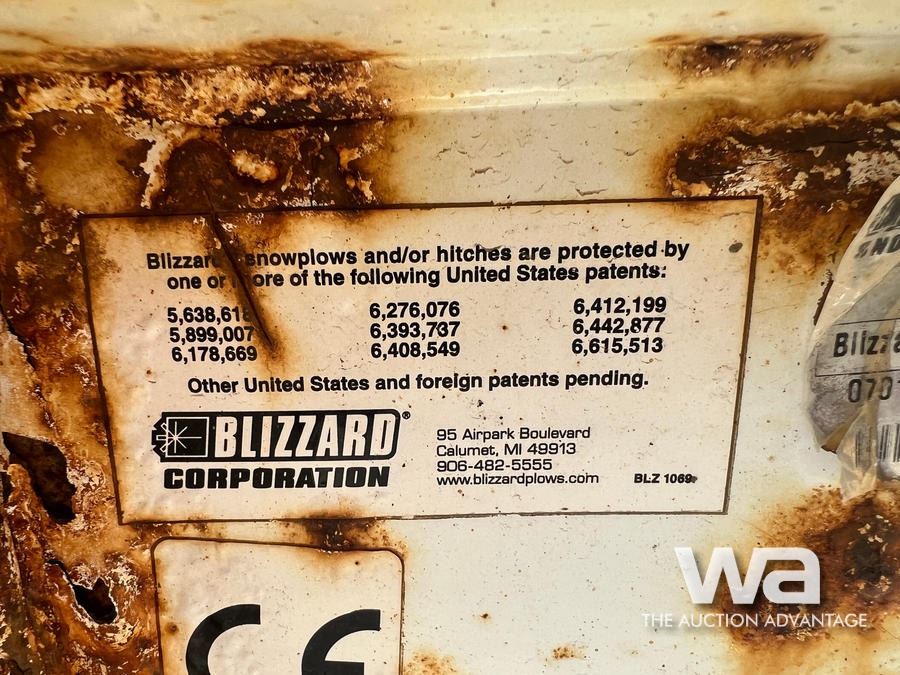 snowplows and/or hitches are protected by
one or more of the following United States patents:
5,638,618 6,276,076 6,412,199
5,899,007 6,393,737 6,442,877
6,178,669 6,408,549 6,615,513
Other United States and foreign patents pending.
BLIZZARD®
CORPORATION
95 Airpark Boulevard
Calumet, MI 49913
906-482-5555
www.blizzardplows.com
BLZ 1069
CE
wa
THE AUCTION ADVANTAGE